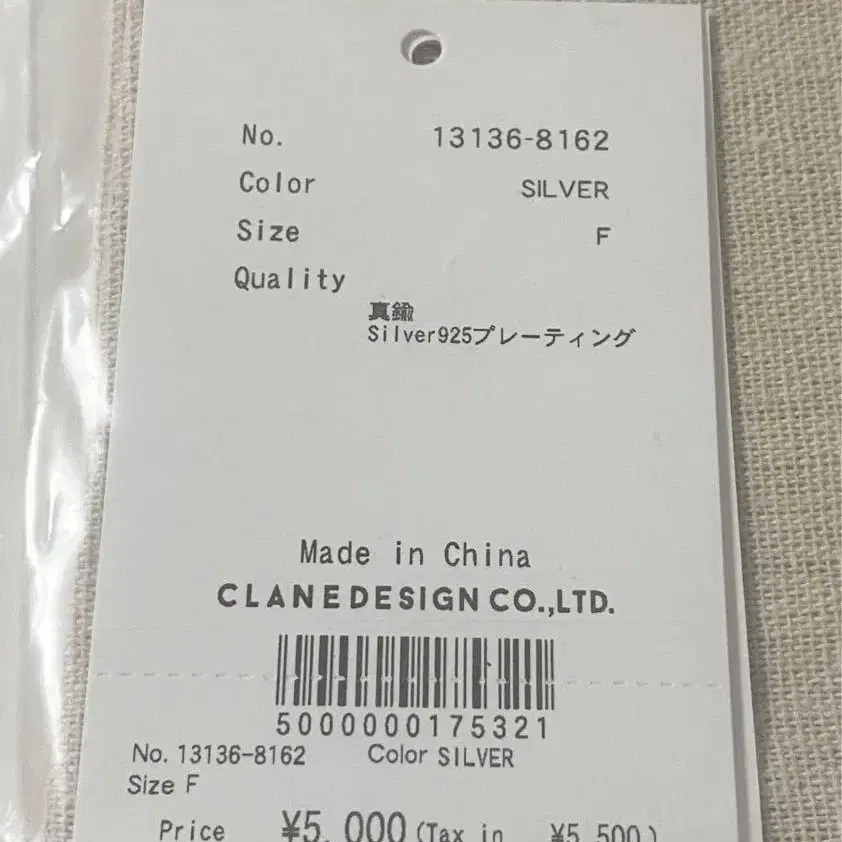 No. 13136-8162
Color SILVER
Size F
Quality
真鍮
Silver925プレーティング
Made in China
CLANE DESIGN CO.,LTD.
5000000175321
No. 13136-8162 Color SILVER
Size F
Price ¥5,000 (Tax in ¥5,500)